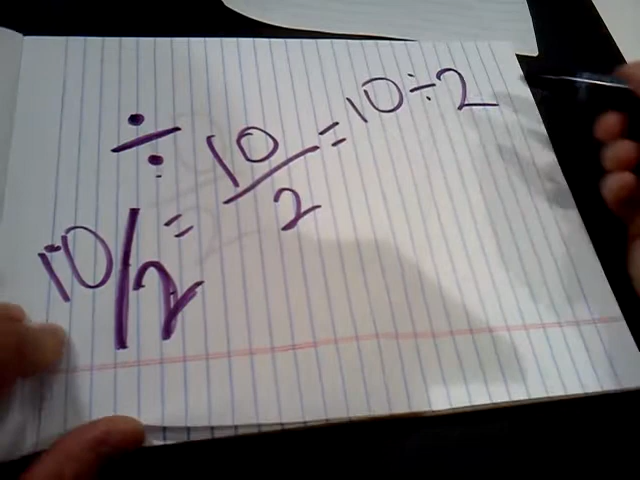 ÷
10/2 = 10/2 = 10÷2